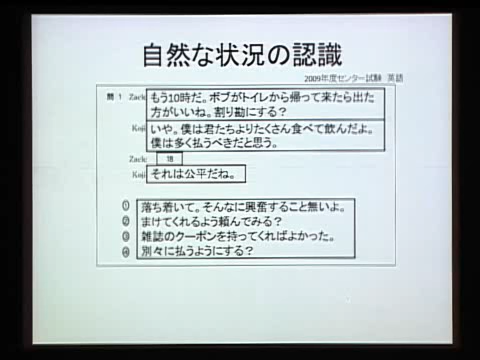 自然な状況の認識
2009年度センター試験 英語
問 1 Zack: もう10時だ。ボブがトイレから帰って来たら出た
方がいいね。割り勘にする?
Koji: いや。僕は君たちよりたくさん食べて飲んだよ。
僕は多く払うべきだと思う。
Zack: 18
Koji: それは公平だね。
① 落ち着いて。そんなに興奮すること無いよ。
② まけてくれるよう頼んでみる?
③ 雑誌のクーポンを持ってくればよかった。
④ 別々に払うようにする?